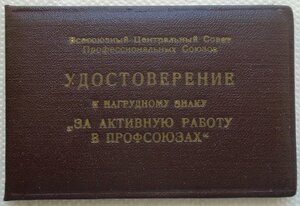 Всесоюзный Центральный Совет
Профессиональных Союзов
УДОСТОВЕРЕНИЕ
К НАГРУДНОМУ ЗНАКУ
„ЗА АКТИВНУЮ РАБОТУ
В ПРОФСОЮЗАХ“